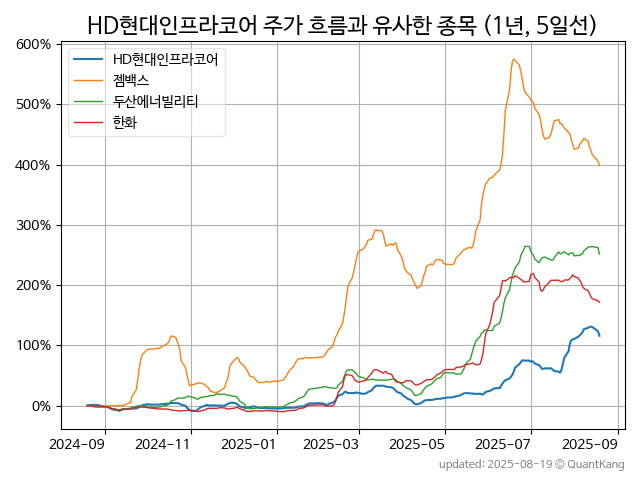 HD현대인프라코어 주가 흐름과 유사한 종목 (1년, 5일선)
600%
500%
400%
300%
200%
100%
0%
HD현대인프라코어
젬백스
두산에너빌리티
한화
2024-09 2024-11 2025-01 2025-03 2025-05 2025-07 2025-09
updated: 2025-08-19 © QuantKang